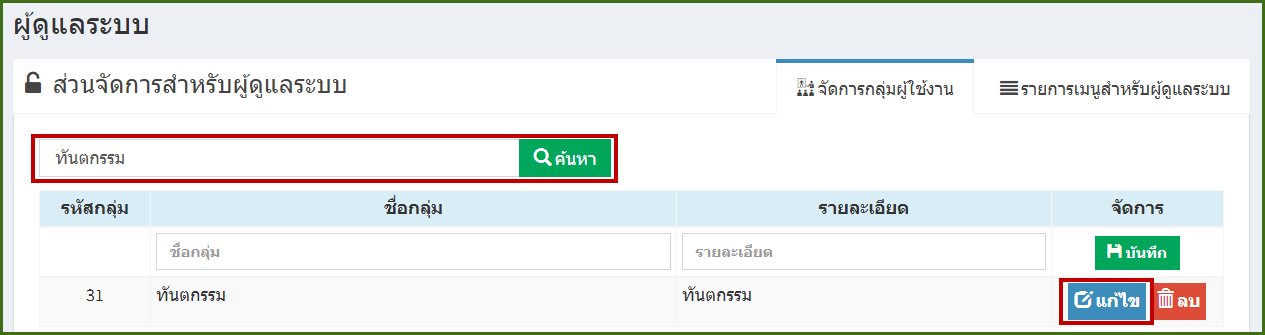 ผู้ดูแลระบบ
ส่วนจัดการสำหรับผู้ดูแลระบบ จัดการกลุ่มผู้ใช้งาน รายการเมนูสำหรับผู้ดูแลระบบ
ทันตกรรม ค้นหา
รหัสกลุ่ม ชื่อกลุ่ม รายละเอียด จัดการ
ชื่อกลุ่ม รายละเอียด บันทึก
31 ทันตกรรม ทันตกรรม แก้ไข ลบ